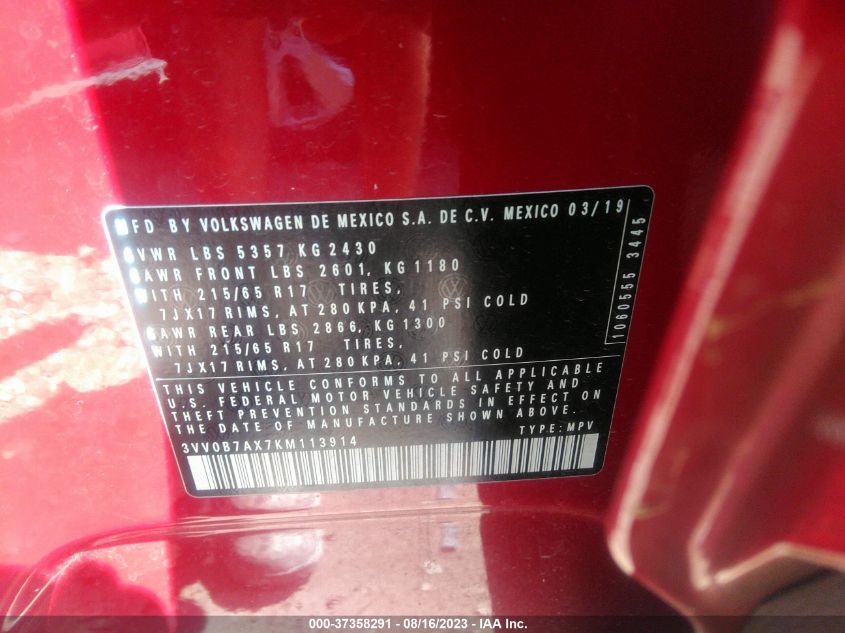 MFD BY VOLKSWAGEN DE MEXICO S.A. DE C.V. MEXICO 03/19
GVWR LBS 5357 KG 2430
GAWR FRONT LBS 2601, KG 1180
WITH 215/65 R17 TIRES,
7JX17 RIMS, AT 280 KPA, 41 PSI COLD
GAWR REAR LBS 2866, KG 1300
WITH 215/65 R17 TIRES,
7JX17 RIMS, AT 280 KPA, 41 PSI COLD
THIS VEHICLE CONFORMS TO ALL APPLICABLE
U.S. FEDERAL MOTOR VEHICLE SAFETY AND
THEFT PREVENTION STANDARDS IN EFFECT ON
THE DATE OF MANUFACTURE SHOWN ABOVE.
3VV0B7AX7KM113914 TYPE: MPV
1060555 3445
000-37358291 - 08/16/2023 - IAA Inc.